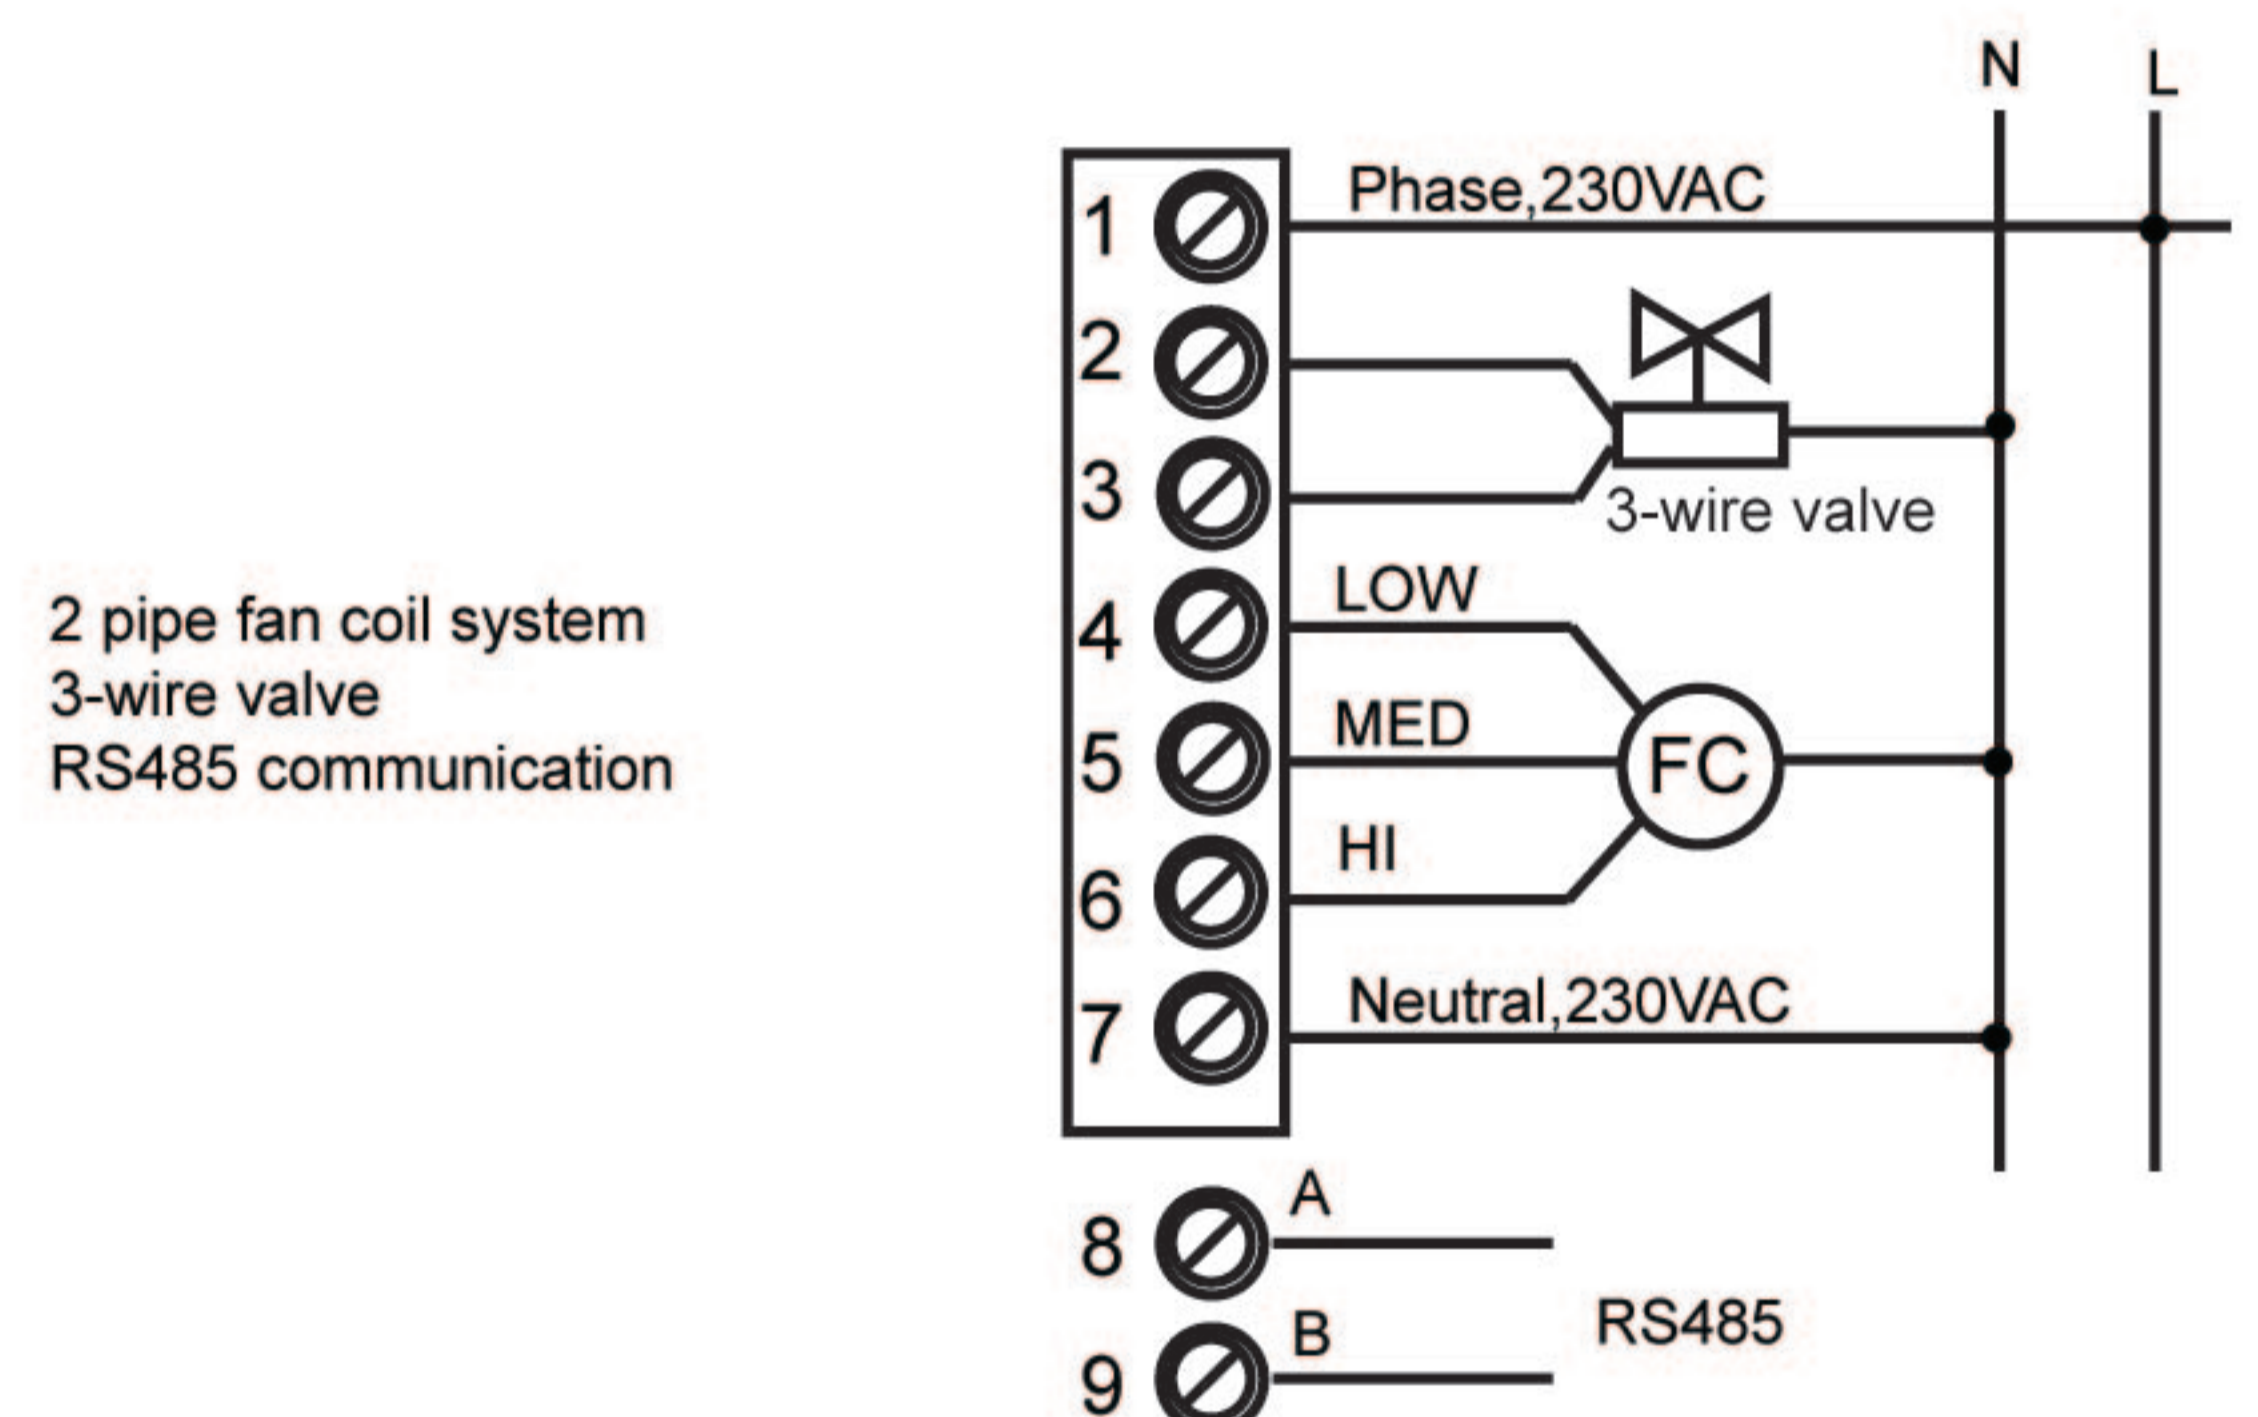 N
L
1
Phase,230VAC
2
3
3-wire valve
2 pipe fan coil system
3-wire valve
RS485 communication
4
LOW
5
MED
FC
6
HI
7
Neutral,230VAC
8
A
RS485
9
B